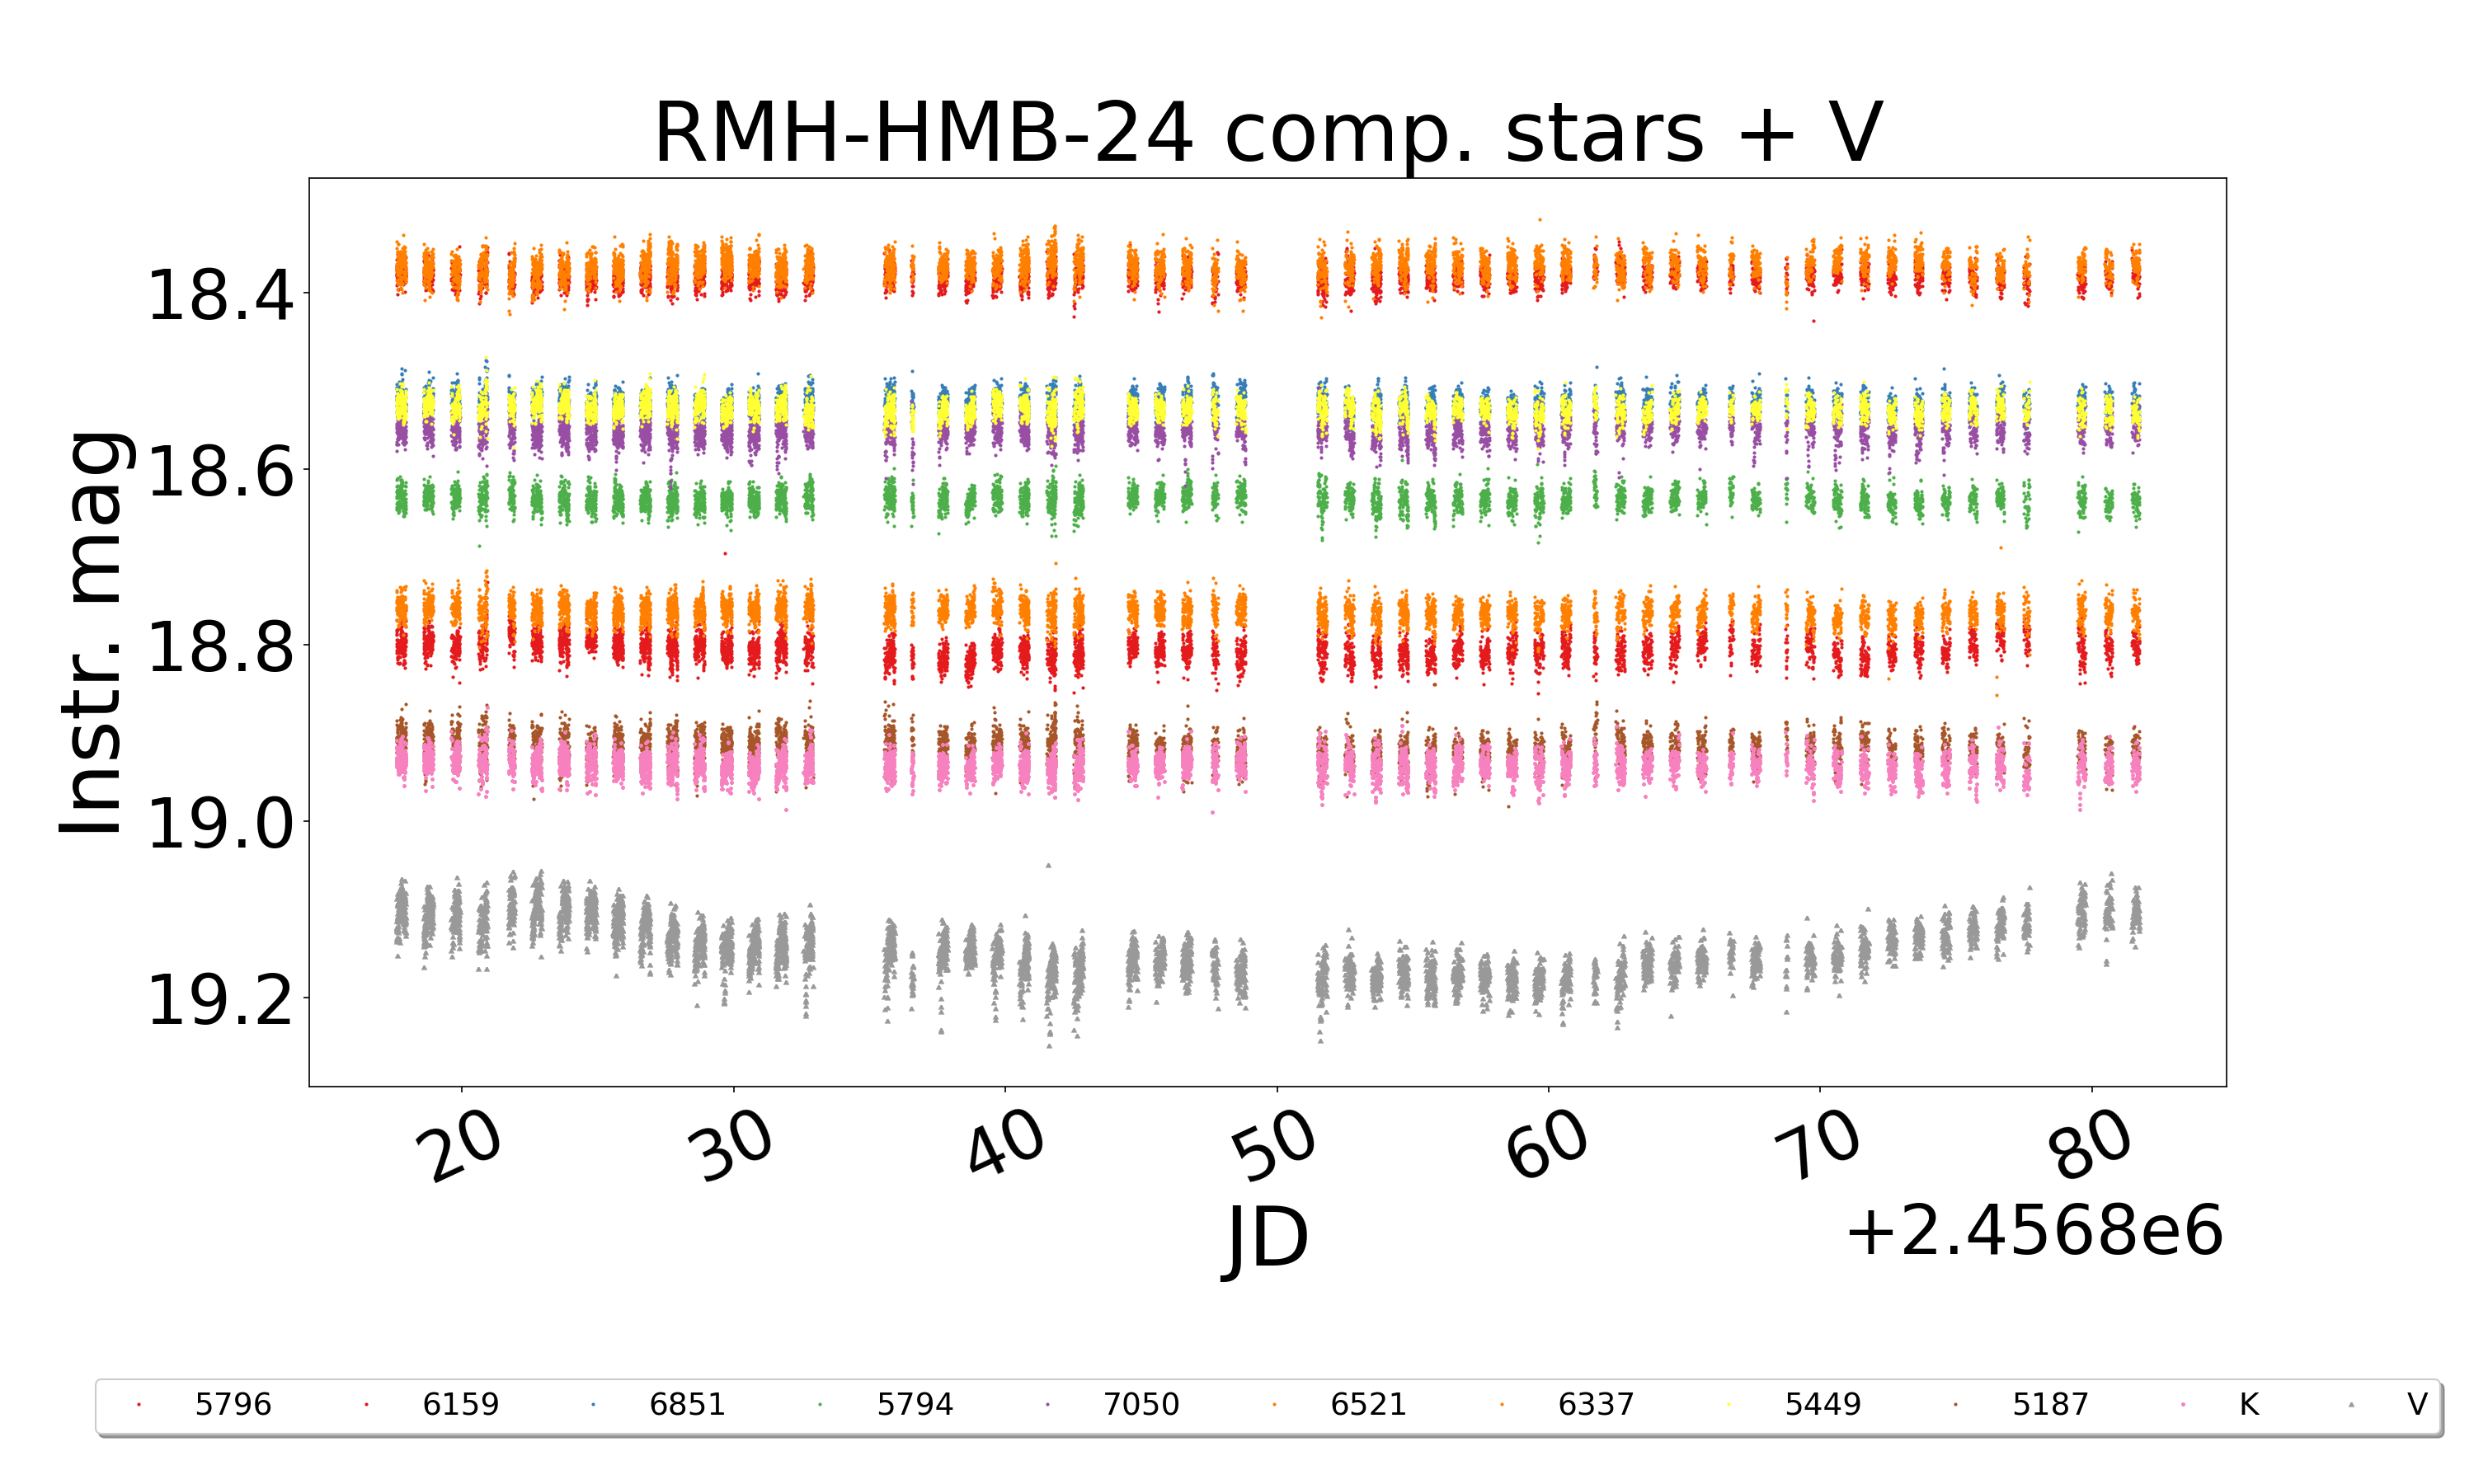 RMH-HMB-24 comp. stars + V
Instr. mag
18.4
18.6
18.8
19.0
19.2
20 30 40 50 60 70 80
JD
+2.4568e6
5796 6159 6851 5794 7050 6521 6337 5449 5187 K V